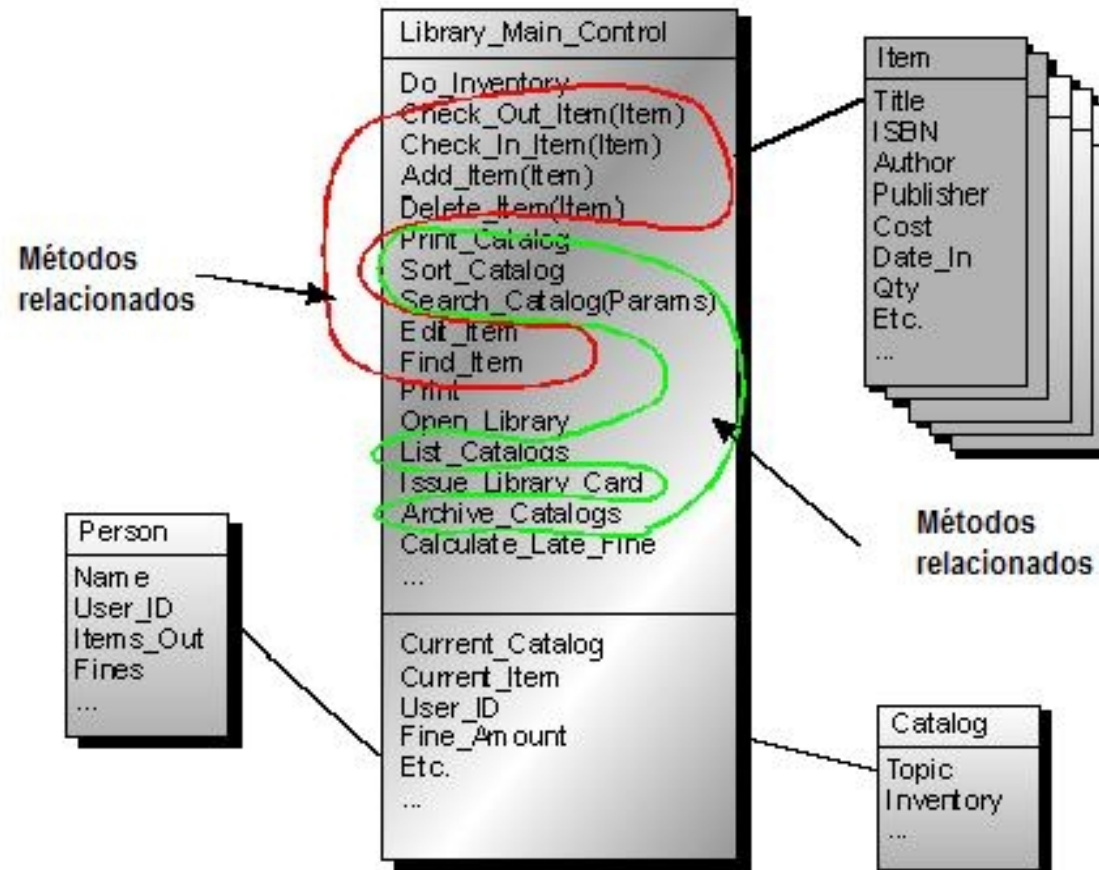 Library_Main_Control
Do_Inventory
Check_Out_Item(Item)
Check_In_Item(Item)
Add_Item(Item)
Delete_Item(Item)
Print_Catalog
Sort_Catalog
Search_Catalog(Params)
Edit_Item
Find_Item
Print
Open_Library
List_Catalogs
Issue_Library_Card
Archive_Catalogs
Calculate_Late_Fine
...
Current_Catalog
Current_Item
User_ID
Fine_Amount
Etc.
...
Item
Title
ISBN
Author
Publisher
Cost
Date_In
Qty
Etc.
...
Métodos
relacionados
Métodos
relacionados
Person
Name
User_ID
Items_Out
Fines
...
Catalog
Topic
Inventory
...